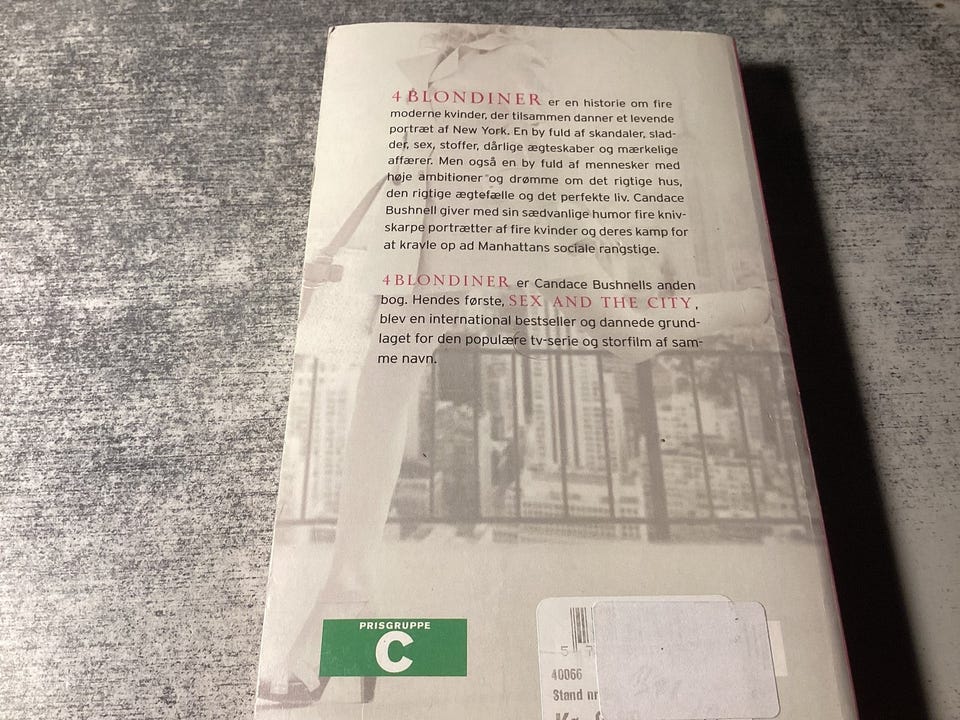 4 BLONDINER er en historie om fire
moderne kvinder, der tilsammen danner et levende
portræt af New York. En by fuld af skandaler, slad-
der, sex, stoffer, dårlige ægteskaber og mærkelige
affærer. Men også en by fuld af mennesker med
høje ambitioner og drømme om det rigtige hus,
den rigtige ægtefælle og det perfekte liv. Candace
Bushnell giver med sin sædvanlige humor fire kniv-
skarpe portrætter af fire kvinder og deres kamp for
at kravle op ad Manhattans sociale rangstige.
4 BLONDINER er Candace Bushnells anden
bog. Hendes første, SEX AND THE CITY,
blev en international bestseller og dannede grund-
laget for den populære tv-serie og storfilm af sam-
me navn.
PRISGRUPPE
C
5 7
40066
Stand nr